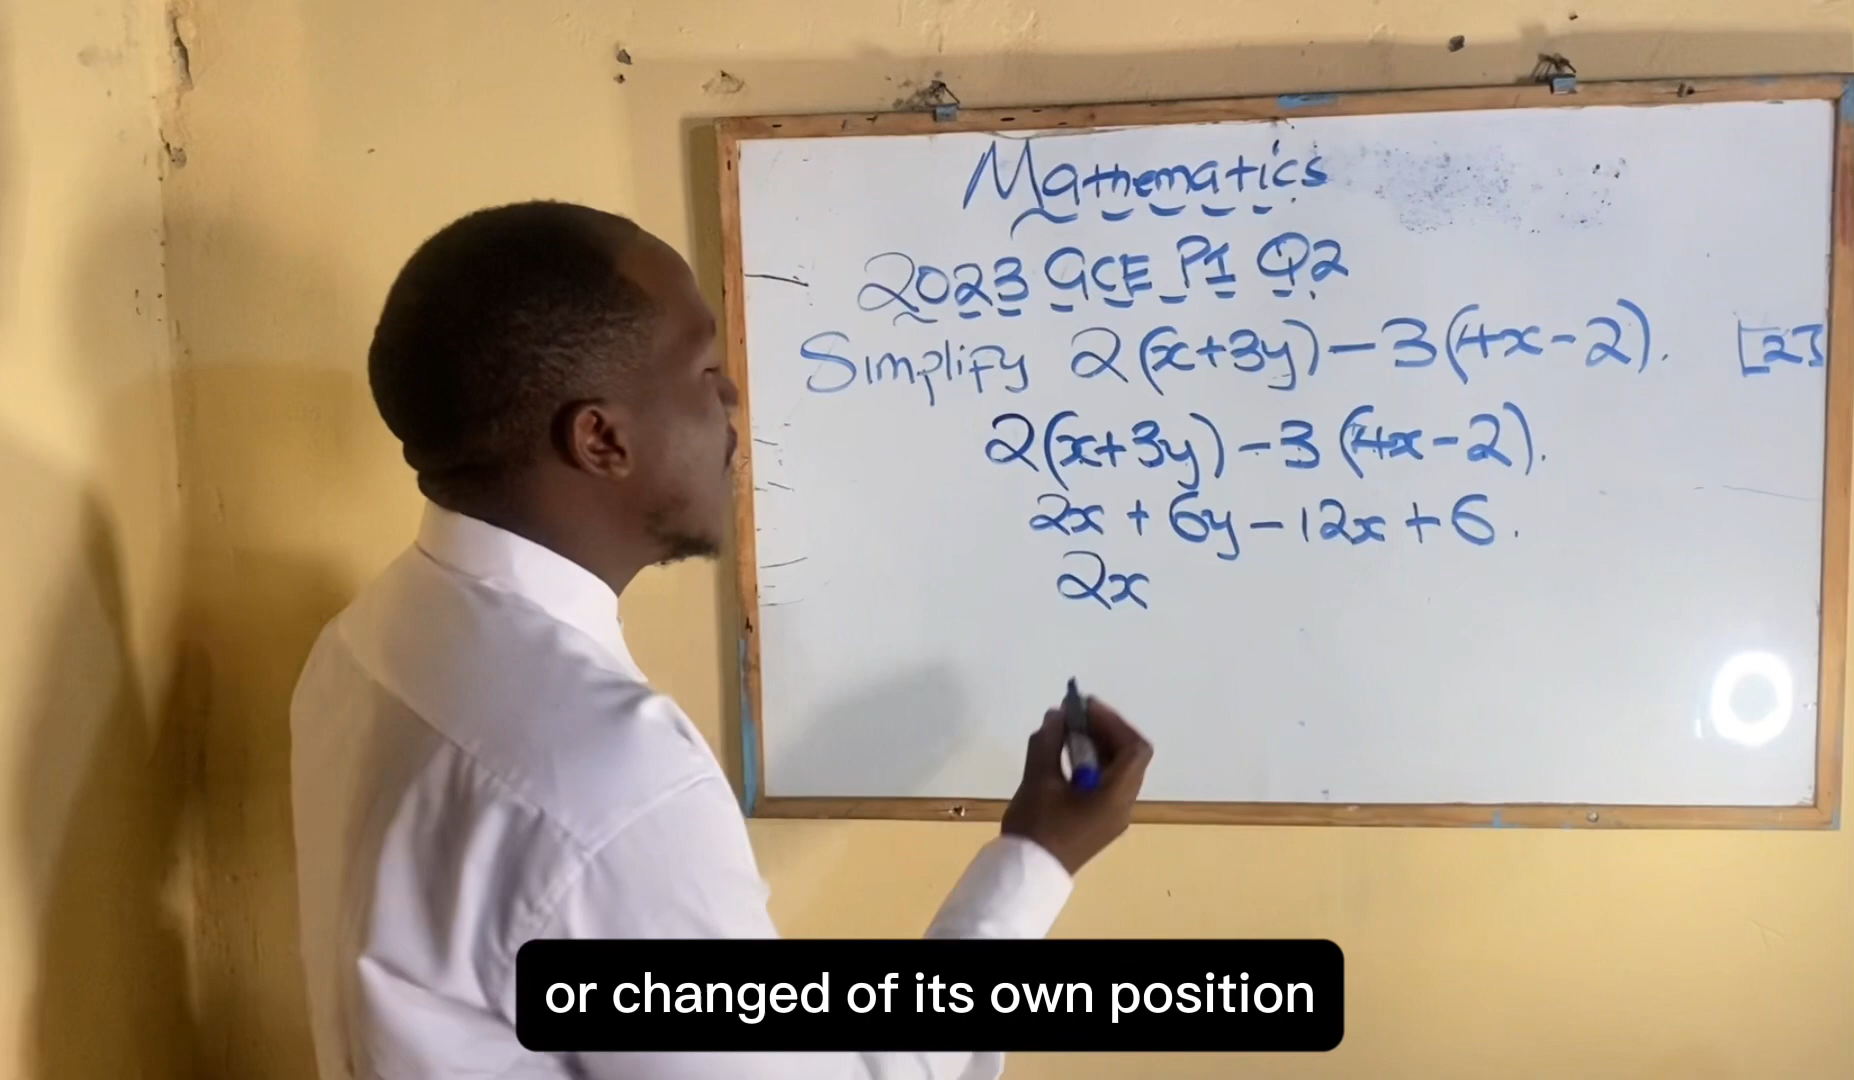 Mathematics
2023 GCE P1 Q2
Simplify 2(x+3y)-3(4x-2). [2]
2(x+3y)-3(4x-2).
2x+6y-12x+6.
2x
or changed of its own position